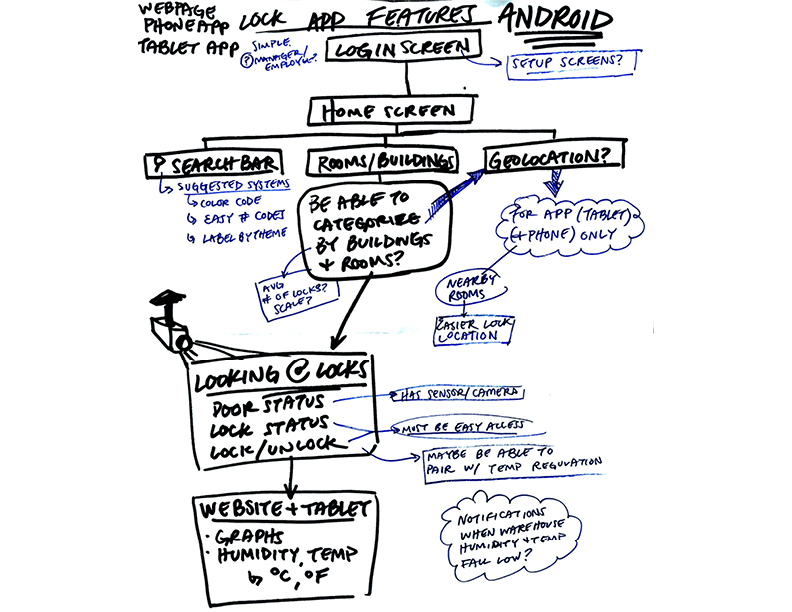 WEBPAGE
PHONE APP
TABLET APP
LOCK APP FEATURES
ANDROID
SIMPLE
? MANAGER/
EMPLOYEE?
LOGIN SCREEN
SETUP SCREENS?
HOME SCREEN
? SEARCH BAR
ROOMS/BUILDINGS
GEOLOCATION?
SUGGESTED SYSTEMS
COLOR CODE
EASY # CODES
LABEL BY THEME
BE ABLE TO
CATEGORIZE
BY BUILDINGS
+ ROOMS?
FOR APP (TABLET)
(+PHONE) ONLY
AVG
# OF LOCKS?
SCALE?
NEARBY
ROOMS
EASIER LOCK
LOCATION
LOOKING @ LOCKS
DOOR STATUS
LOCK STATUS
LOCK/UNLOCK
HAS SENSOR/CAMERA
MUST BE EASY ACCESS
MAYBE BE ABLE TO
PAIR W/ TEMP REGULATION
WEBSITE + TABLET
· GRAPHS
· HUMIDITY, TEMP
↳ °C, °F
NOTIFICATIONS
WHEN WAREHOUSE
HUMIDITY + TEMP
FALL LOW?